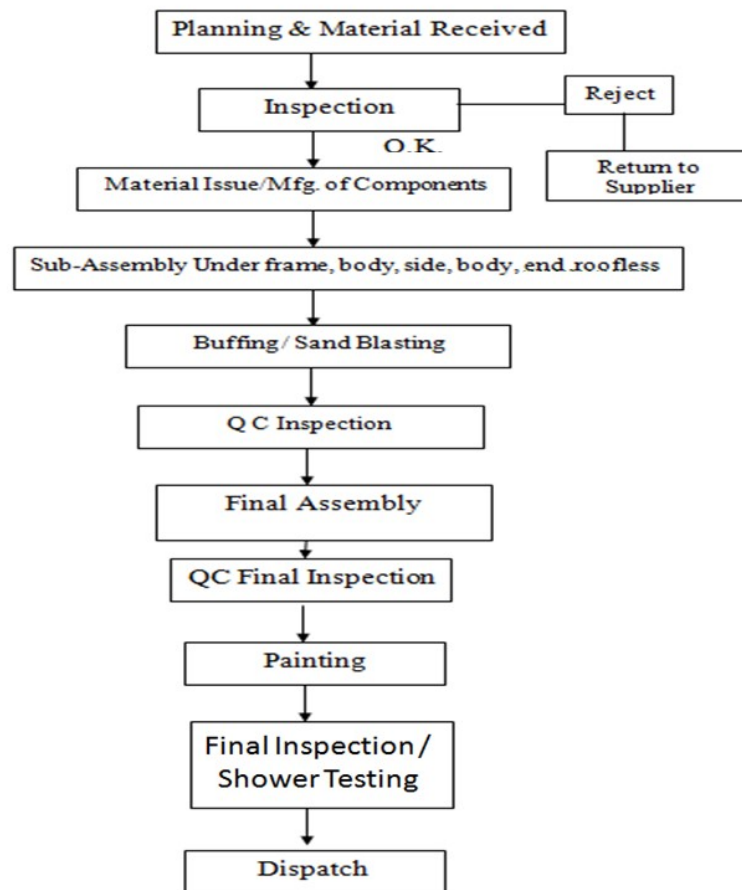 Planning & Material Received
Inspection
Reject
O.K.
Return to
Supplier
Material Issue/Mfg. of Components
Sub-Assembly Under frame, body, side, body, end .roofless
Buffing / Sand Blasting
Q C Inspection
Final Assembly
QC Final Inspection
Painting
Final Inspection /
Shower Testing
Dispatch